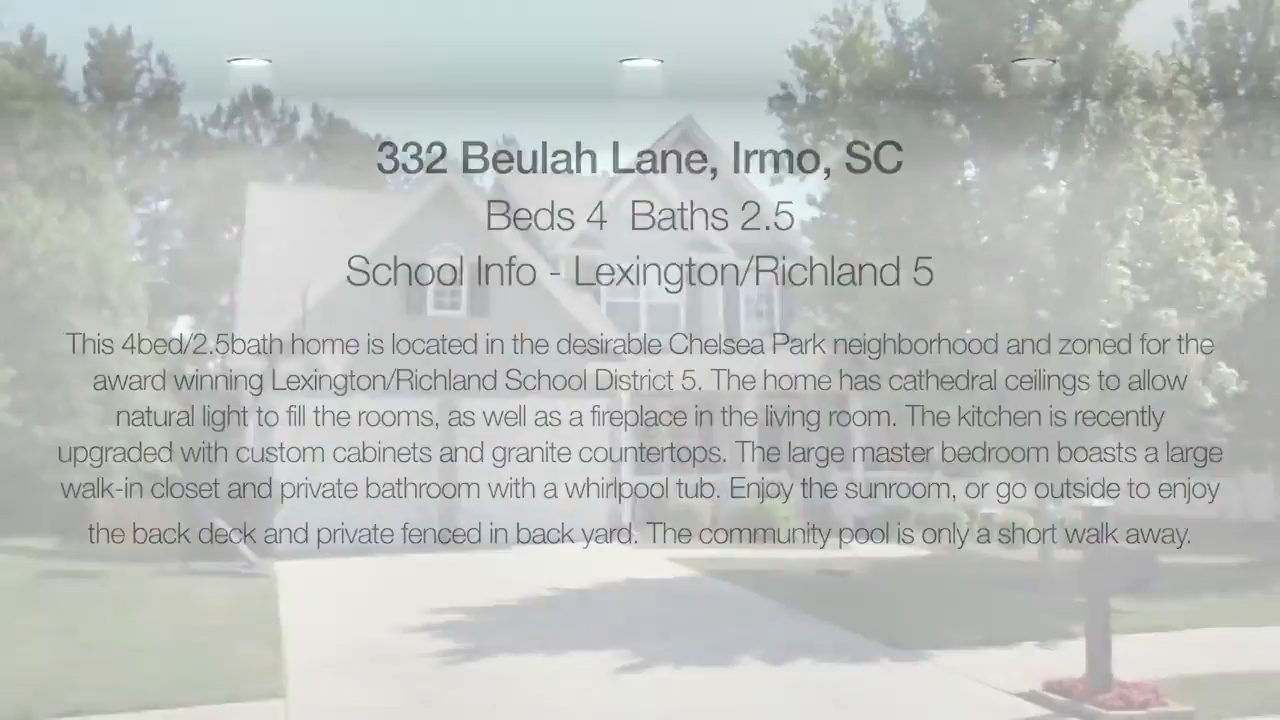 332 Beulah Lane, Irmo, SC
Beds 4  Baths 2.5
School Info - Lexington/Richland 5
This 4bed/2.5bath home is located in the desirable Chelsea Park neighborhood and zoned for the
award winning Lexington/Richland School District 5. The home has cathedral ceilings to allow
natural light to fill the rooms, as well as a fireplace in the living room. The kitchen is recently
upgraded with custom cabinets and granite countertops. The large master bedroom boasts a large
walk-in closet and private bathroom with a whirlpool tub. Enjoy the sunroom, or go outside to enjoy
the back deck and private fenced in back yard. The community pool is only a short walk away.